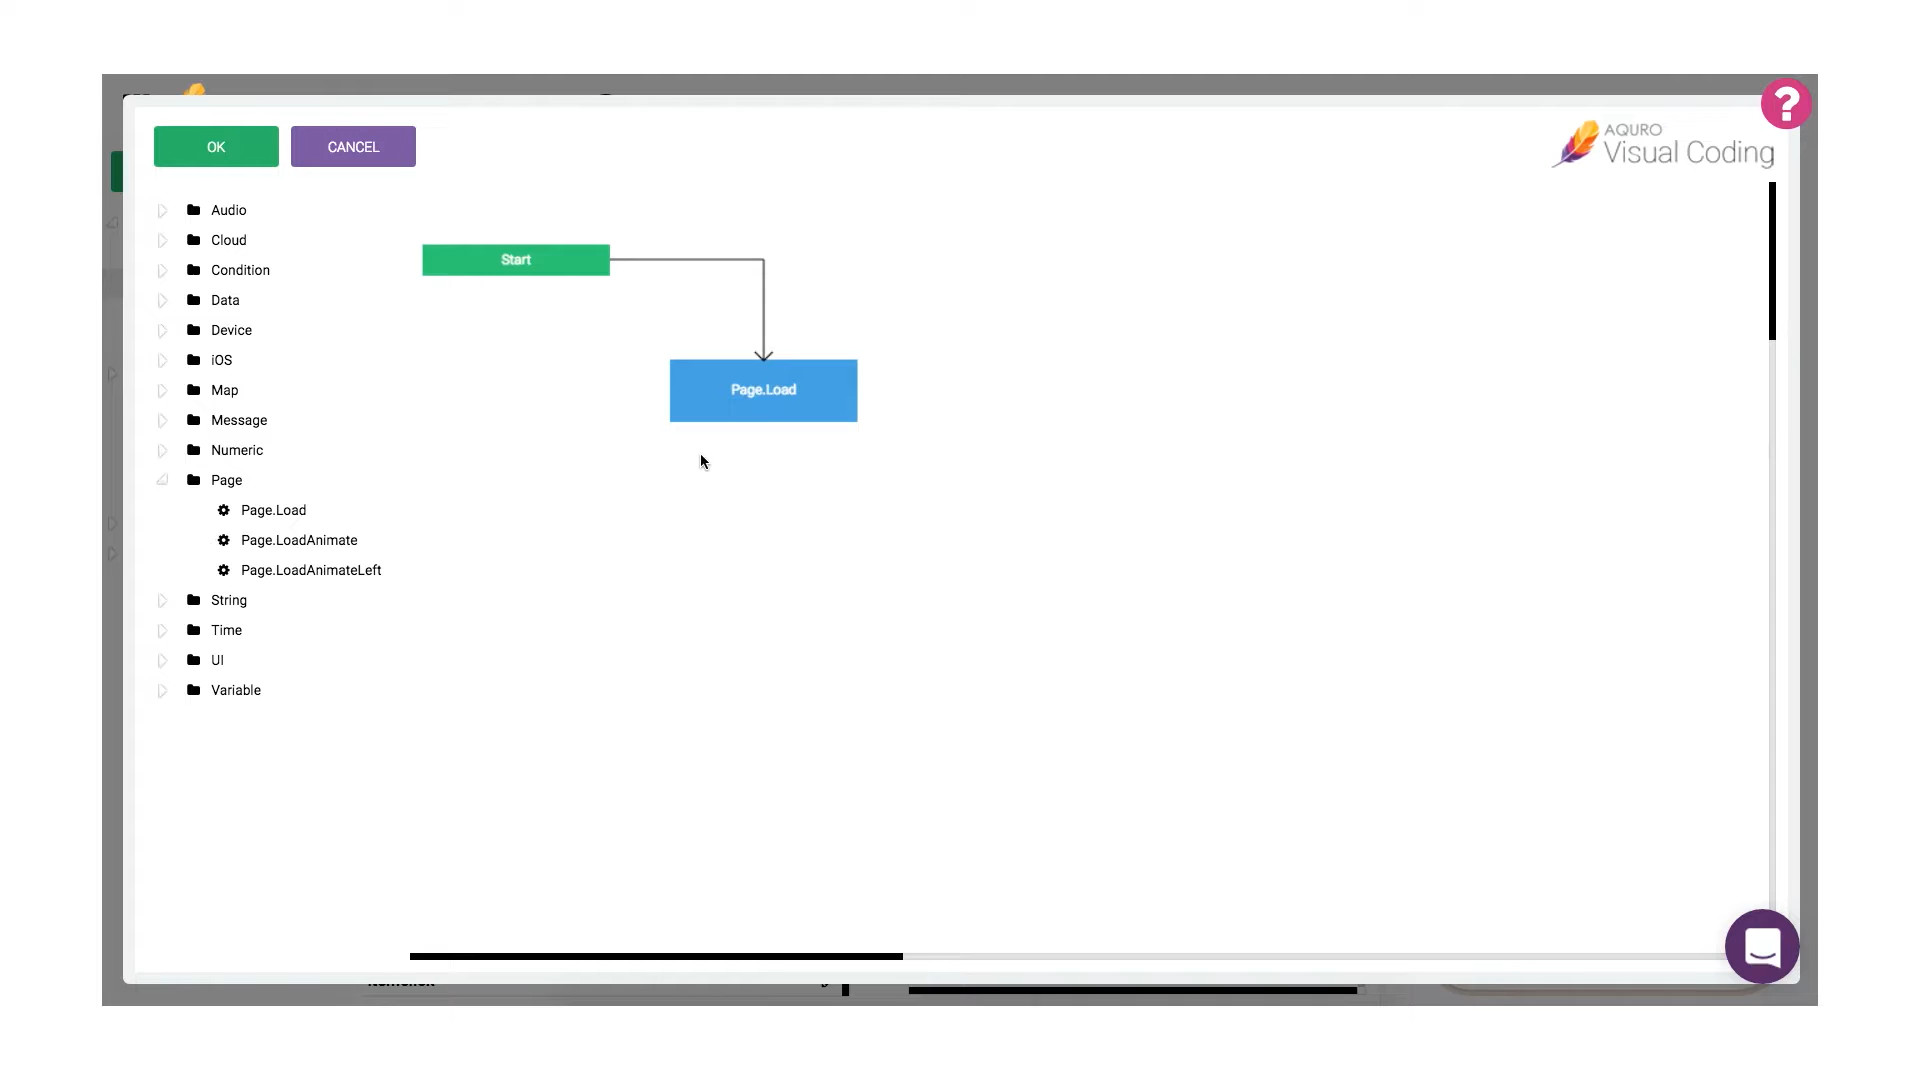 OK
CANCEL
?
AQURO
Visual Coding
Audio
Cloud
Condition
Data
Device
iOS
Map
Message
Numeric
Page
Page.Load
Page.LoadAnimate
Page.LoadAnimateLeft
String
Time
UI
Variable
Start
Page.Load